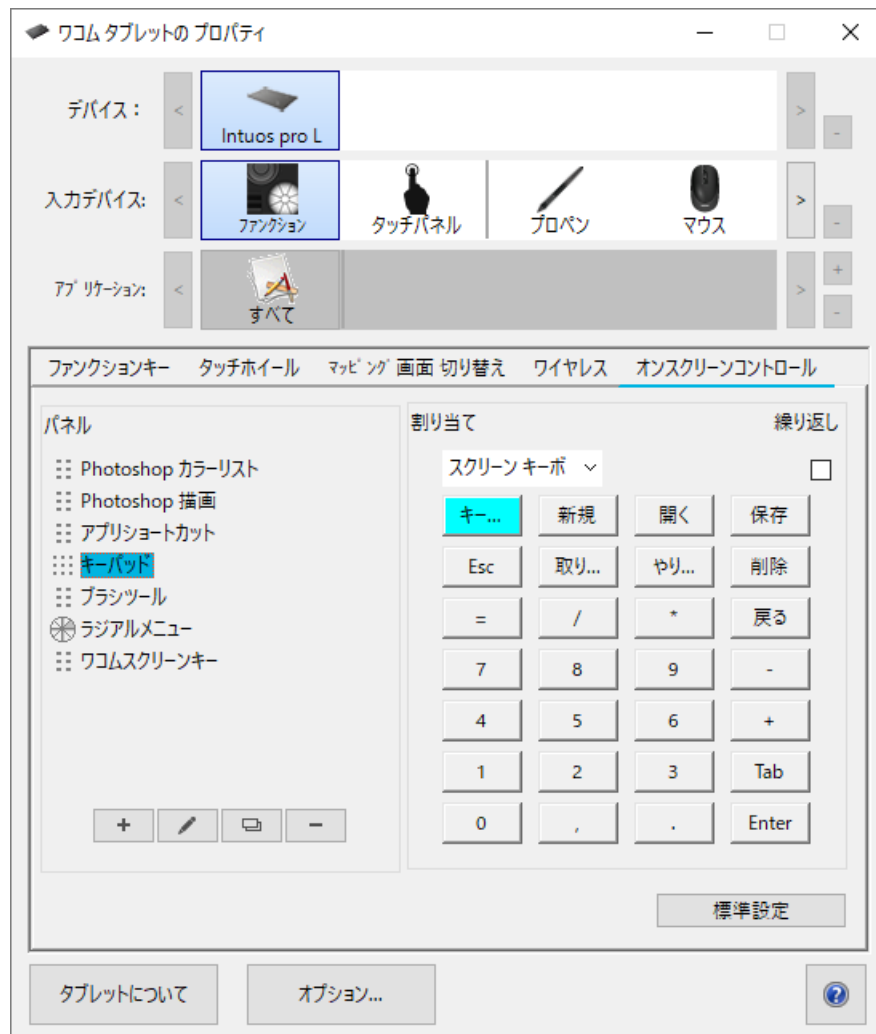 ワコム タブレットの プロパティ
デバイス：
<
Intuos pro L
>
-
入力デバイス:
<
ファンクション
タッチパネル
プロペン
マウス
>
-
アプリケーション:
<
すべて
>
+
-
ファンクションキー タッチホイール マッピング 画面 切り替え ワイヤレス オンスクリーンコントロール
パネル
Photoshop カラーリスト
Photoshop 描画
アプリショートカット
キーパッド
ブラシツール
ラジアルメニュー
ワコムスクリーンキー
+ -
割り当て 繰り返し
スクリーン キーボ
キー... 新規 開く 保存
Esc 取り... やり... 削除
= / * 戻る
7 8 9 -
4 5 6 +
1 2 3 Tab
0 , . Enter
標準設定
タブレットについて オプション... ?